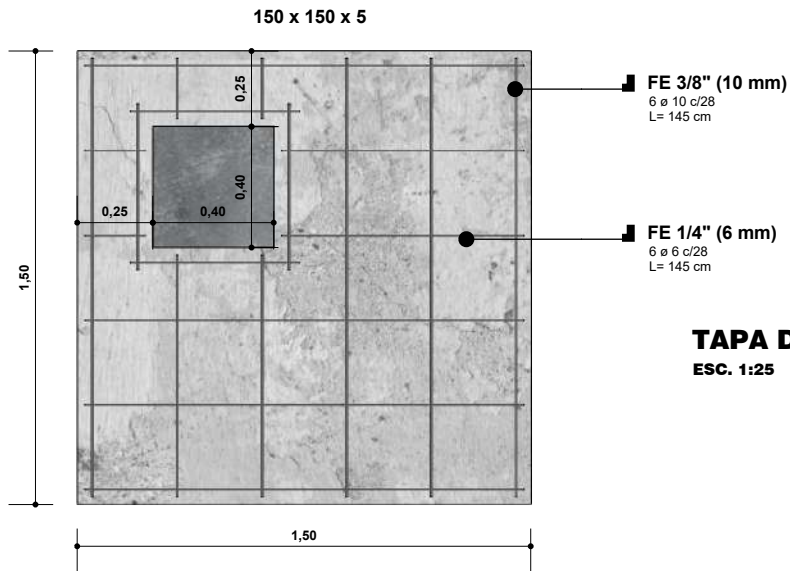 150 x 150 x 5
0,25
0,40
0,25
0,40
1,50
1,50
FE 3/8" (10 mm)
6 ø 10 c/28
L= 145 cm
FE 1/4" (6 mm)
6 ø 6 c/28
L= 145 cm
TAPA
ESC. 1:25